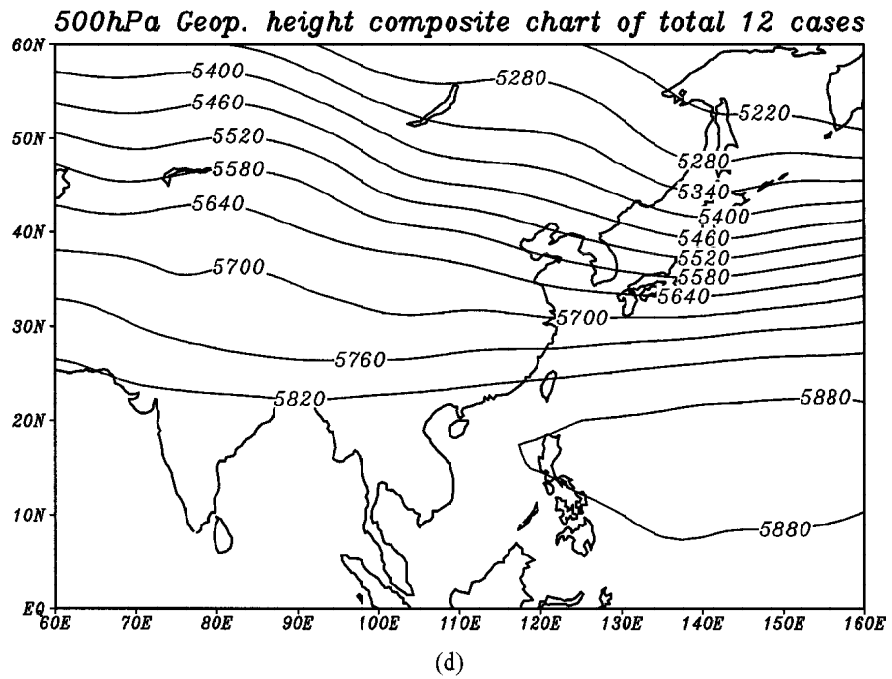 500hPa Geop. height composite chart of total 12 cases
60N
5400
5280
5460
5220
50N
5520
5280
5580
5340
5640
5400
40N
5460
5520
5700
5580
5640
30N
5700
5760
5820
5880
20N
10N
5880
EQ
60E 70E 80E 90E 100E 110E 120E 130E 140E 150E 160E
(d)